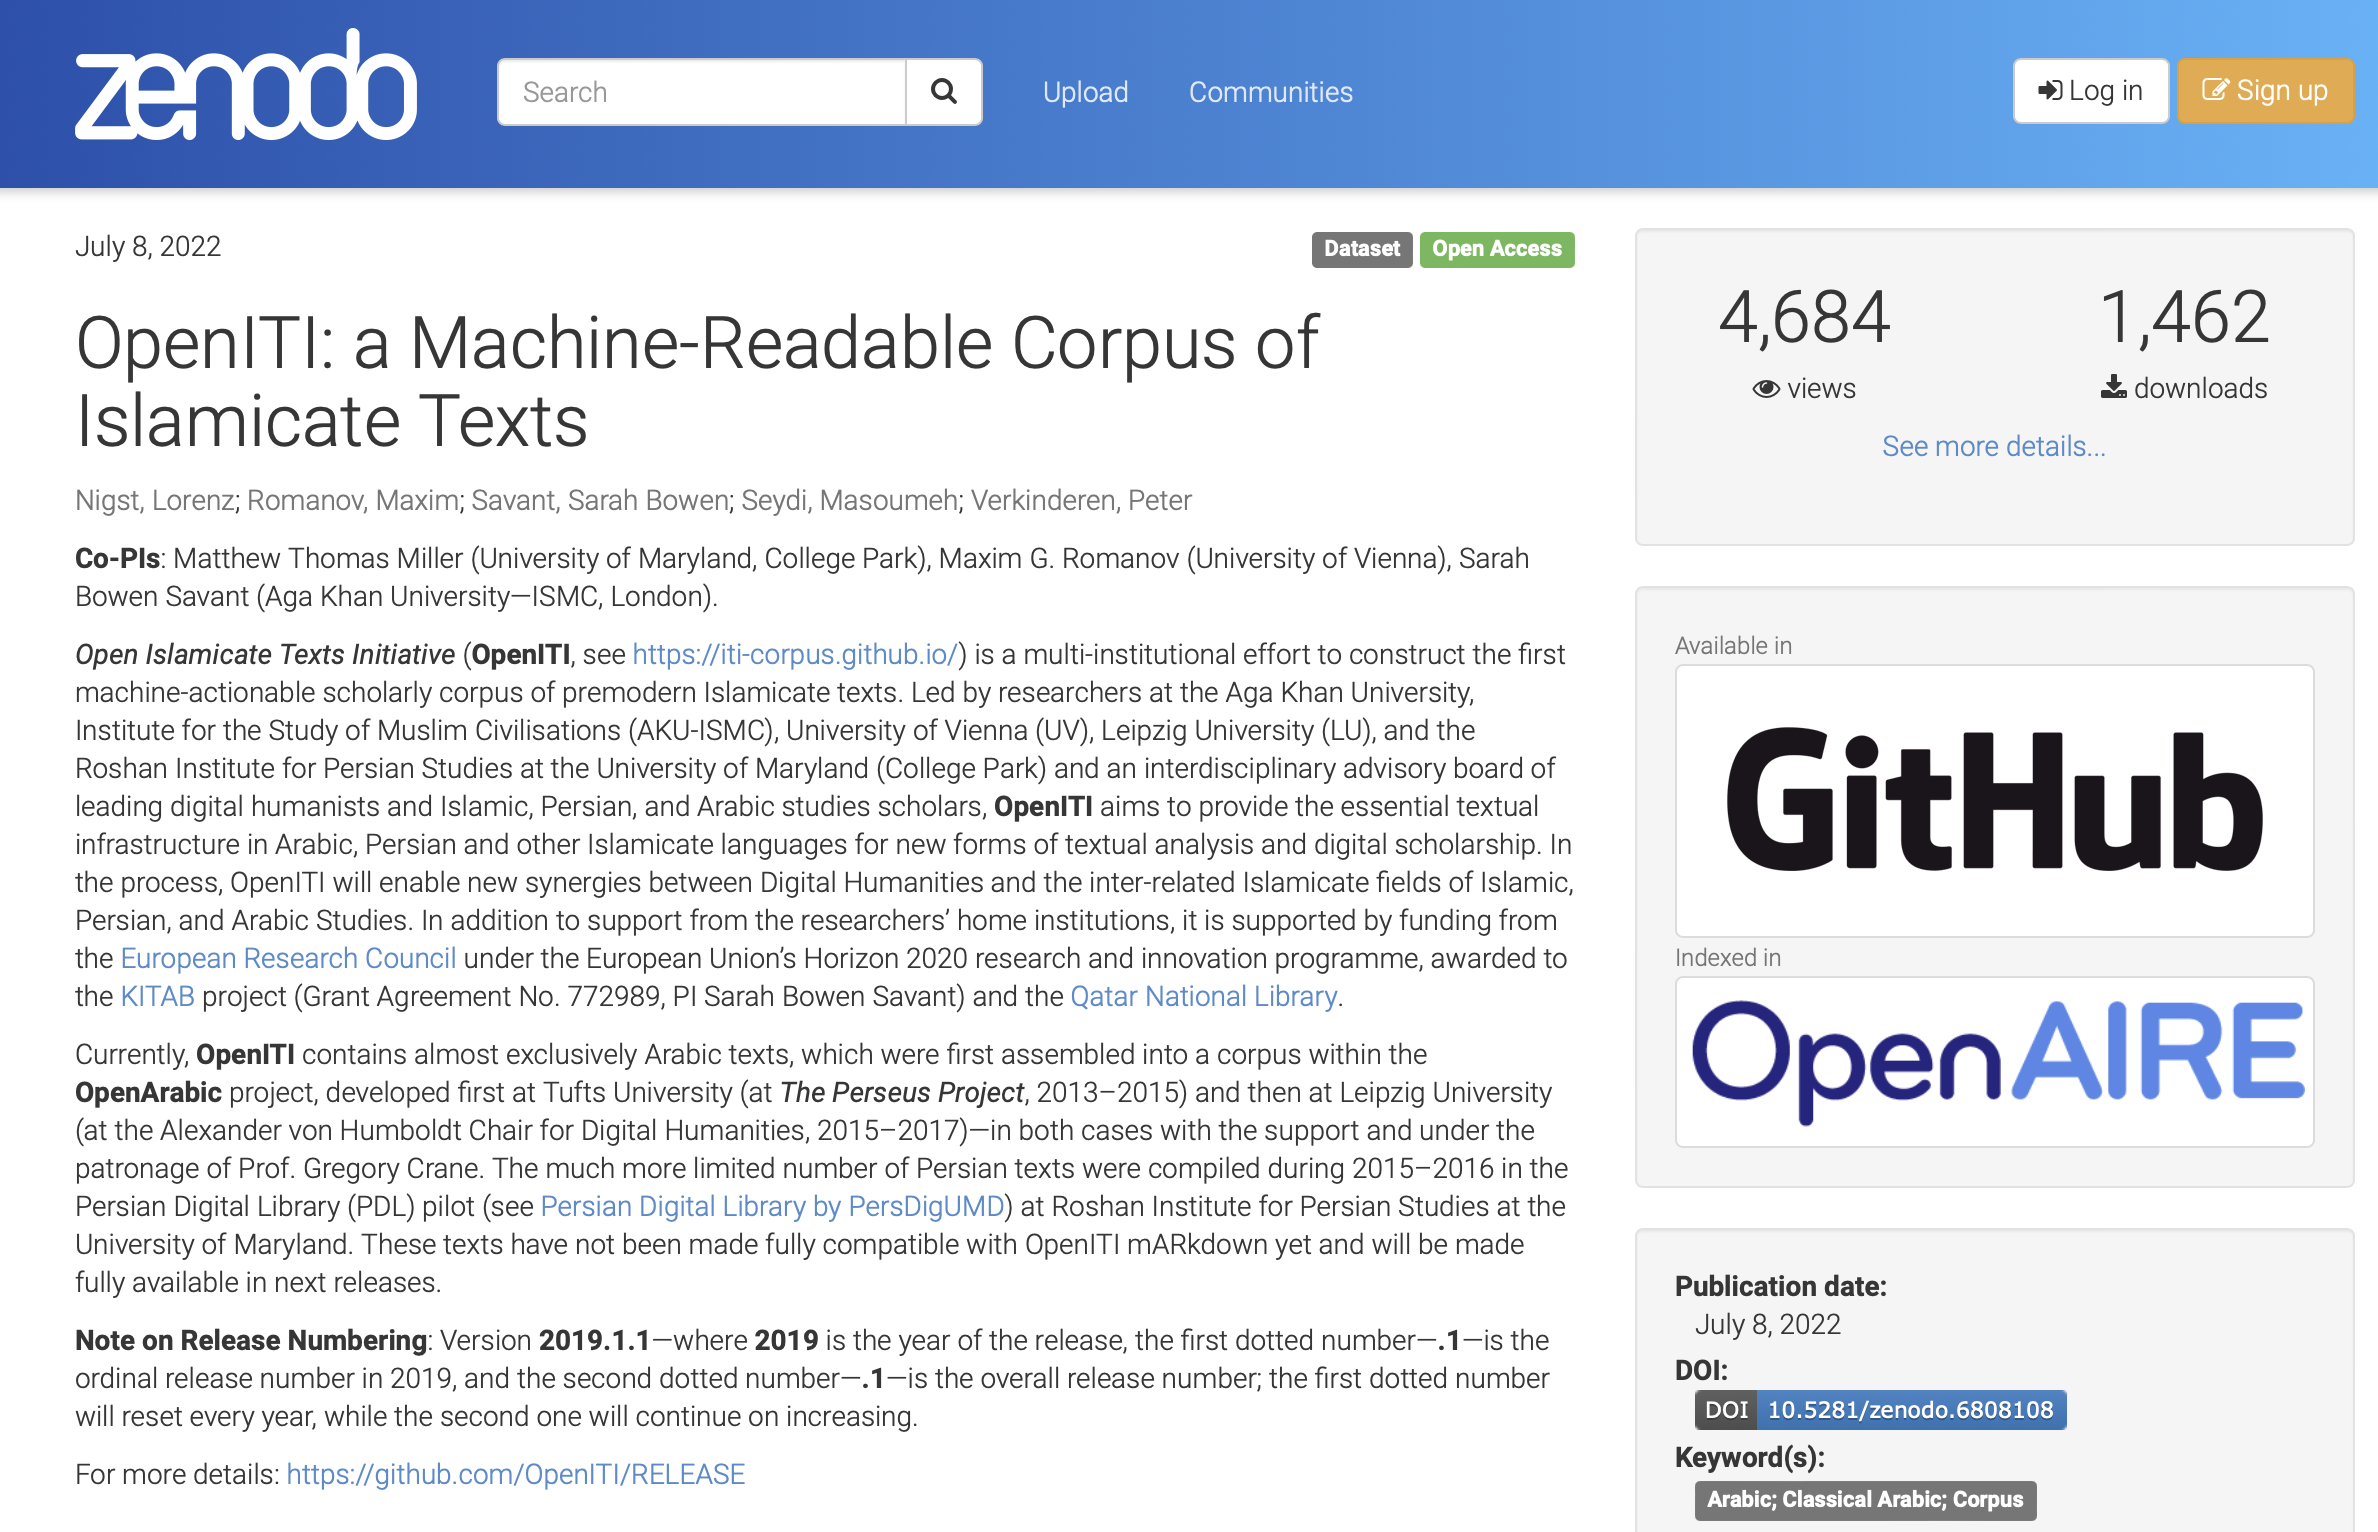 zenodo
Search
Upload
Communities
Log in
Sign up
July 8, 2022
Dataset
Open Access
OpenITI: a Machine-Readable Corpus of
Islamicate Texts
Nigst, Lorenz; Romanov, Maxim; Savant, Sarah Bowen; Seydi, Masoumeh; Verkinderen, Peter
Co-PIs: Matthew Thomas Miller (University of Maryland, College Park), Maxim G. Romanov (University of Vienna), Sarah
Bowen Savant (Aga Khan University—ISMC, London).
Open Islamicate Texts Initiative (OpenITI, see https://iti-corpus.github.io/) is a multi-institutional effort to construct the first
machine-actionable scholarly corpus of premodern Islamicate texts. Led by researchers at the Aga Khan University,
Institute for the Study of Muslim Civilisations (AKU-ISMC), University of Vienna (UV), Leipzig University (LU), and the
Roshan Institute for Persian Studies at the University of Maryland (College Park) and an interdisciplinary advisory board of
leading digital humanists and Islamic, Persian, and Arabic studies scholars, OpenITI aims to provide the essential textual
infrastructure in Arabic, Persian and other Islamicate languages for new forms of textual analysis and digital scholarship. In
the process, OpenITI will enable new synergies between Digital Humanities and the inter-related Islamicate fields of Islamic,
Persian, and Arabic Studies. In addition to support from the researchers’ home institutions, it is supported by funding from
the European Research Council under the European Union’s Horizon 2020 research and innovation programme, awarded to
the KITAB project (Grant Agreement No. 772989, PI Sarah Bowen Savant) and the Qatar National Library.
Currently, OpenITI contains almost exclusively Arabic texts, which were first assembled into a corpus within the
OpenArabic project, developed first at Tufts University (at The Perseus Project, 2013–2015) and then at Leipzig University
(at the Alexander von Humboldt Chair for Digital Humanities, 2015–2017)—in both cases with the support and under the
patronage of Prof. Gregory Crane. The much more limited number of Persian texts were compiled during 2015–2016 in the
Persian Digital Library (PDL) pilot (see Persian Digital Library by PersDigUMD) at Roshan Institute for Persian Studies at the
University of Maryland. These texts have not been made fully compatible with OpenITI mARkdown yet and will be made
fully available in next releases.
Note on Release Numbering: Version 2019.1.1—where 2019 is the year of the release, the first dotted number—.1—is the
ordinal release number in 2019, and the second dotted number—.1—is the overall release number; the first dotted number
will reset every year, while the second one will continue on increasing.
For more details: https://github.com/OpenITI/RELEASE
4,684
views
1,462
downloads
See more details...
Available in
GitHub
Indexed in
OpenAIRE
Publication date:
July 8, 2022
DOI:
DOI 10.5281/zenodo.6808108
Keyword(s):
Arabic; Classical Arabic; Corpus